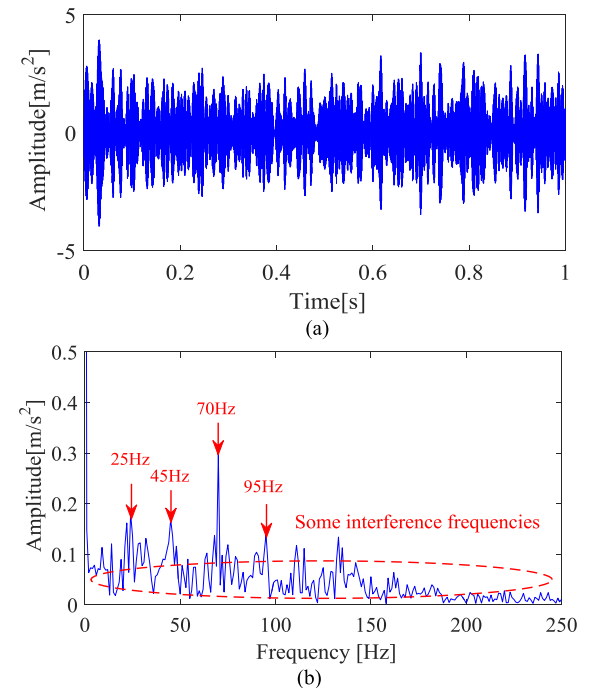 5
0
-5
Amplitude[m/s²]
0 0.2 0.4 0.6 0.8 1
Time[s]
(a)
0.5
0.4
0.3
0.2
0.1
0
Amplitude[m/s²]
70Hz
25Hz
45Hz
95Hz
Some interference frequencies
0 50 100 150 200 250
Frequency [Hz]
(b)